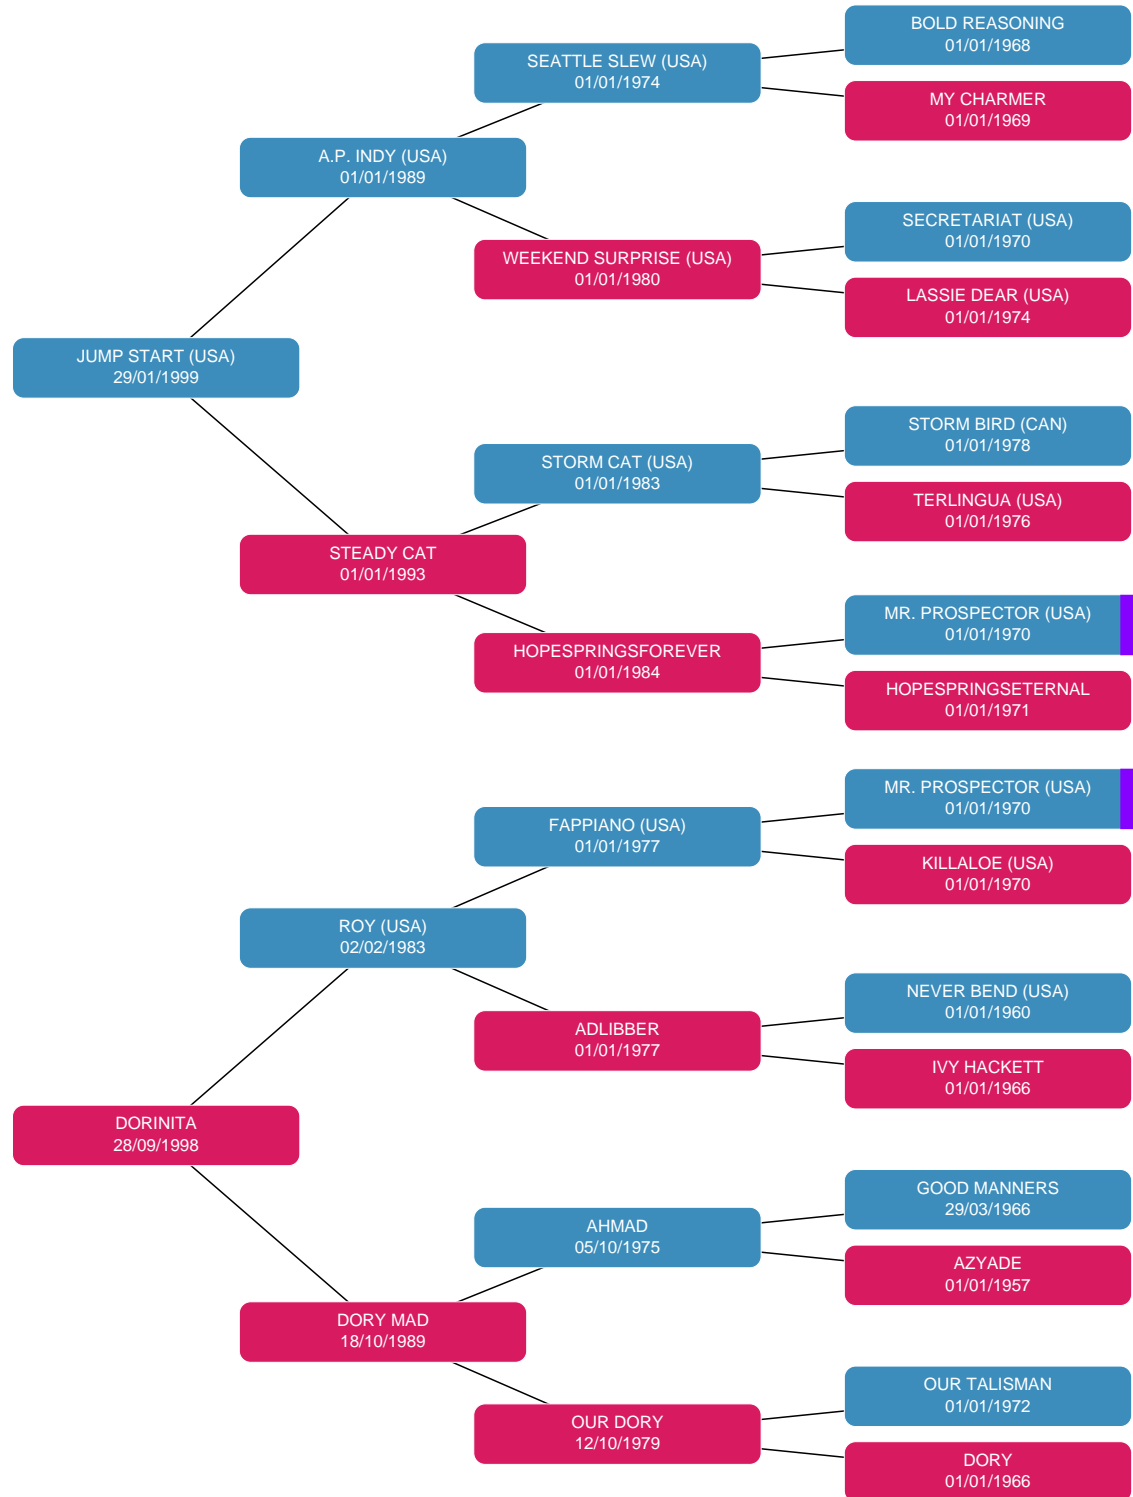 BOLD REASONING
01/01/1968
SEATTLE SLEW (USA)
01/01/1974
MY CHARMER
01/01/1969
A.P. INDY (USA)
01/01/1989
SECRETARIAT (USA)
01/01/1970
WEEKEND SURPRISE (USA)
01/01/1980
LASSIE DEAR (USA)
01/01/1974
JUMP START (USA)
29/01/1999
STORM BIRD (CAN)
01/01/1978
STORM CAT (USA)
01/01/1983
TERLINGUA (USA)
01/01/1976
STEADY CAT
01/01/1993
MR. PROSPECTOR (USA)
01/01/1970
HOPESPRINGSFOREVER
01/01/1984
HOPESPRINGSETERNAL
01/01/1971
MR. PROSPECTOR (USA)
01/01/1970
FAPPIANO (USA)
01/01/1977
KILLALOE (USA)
01/01/1970
ROY (USA)
02/02/1983
NEVER BEND (USA)
01/01/1960
ADLIBBER
01/01/1977
IVY HACKETT
01/01/1966
DORINITA
28/09/1998
GOOD MANNERS
29/03/1966
AHMAD
05/10/1975
AZYADE
01/01/1957
DORY MAD
18/10/1989
OUR TALISMAN
01/01/1972
OUR DORY
12/10/1979
DORY
01/01/1966